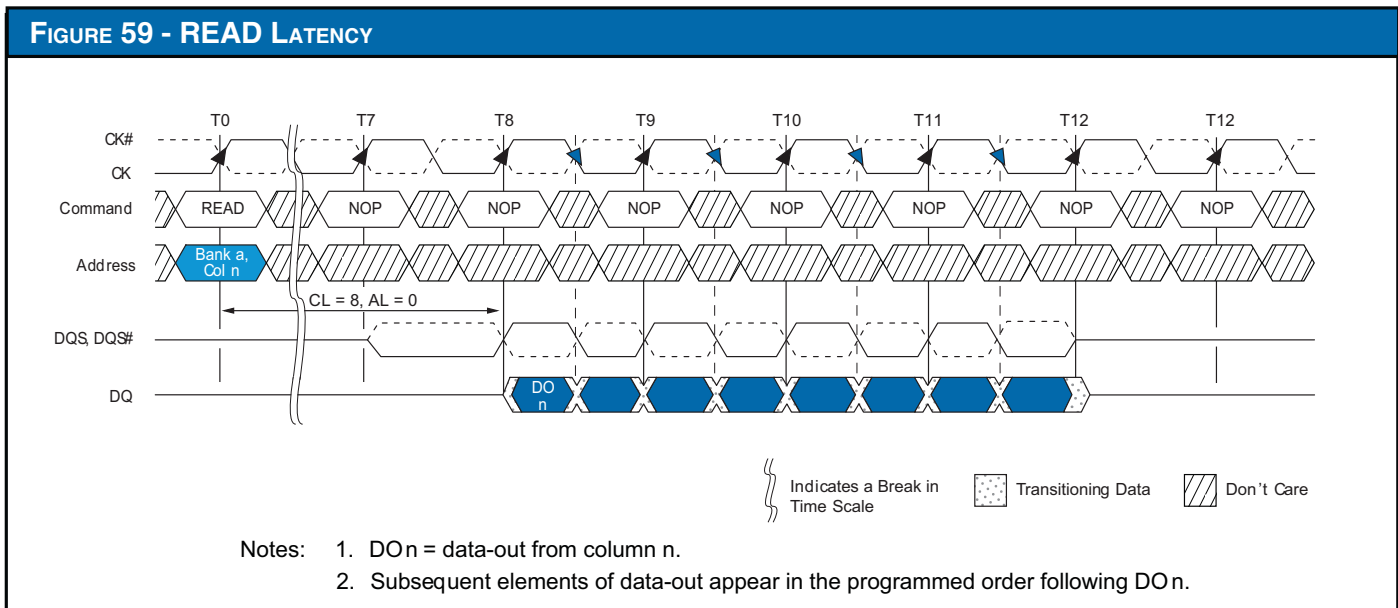 FIGURE 59 - READ LATENCY
T0 T7 T8 T9 T10 T11 T12 T12
CK#
CK
Command READ NOP NOP NOP NOP NOP NOP NOP
Address Bank a,
Col n
CL = 8, AL = 0
DQS, DQS#
DQ DO
n
Indicates a Break in
Time Scale
Transitioning Data
Don't Care
Notes: 1. DO n = data-out from column n.
2. Subsequent elements of data-out appear in the programmed order following DO n.